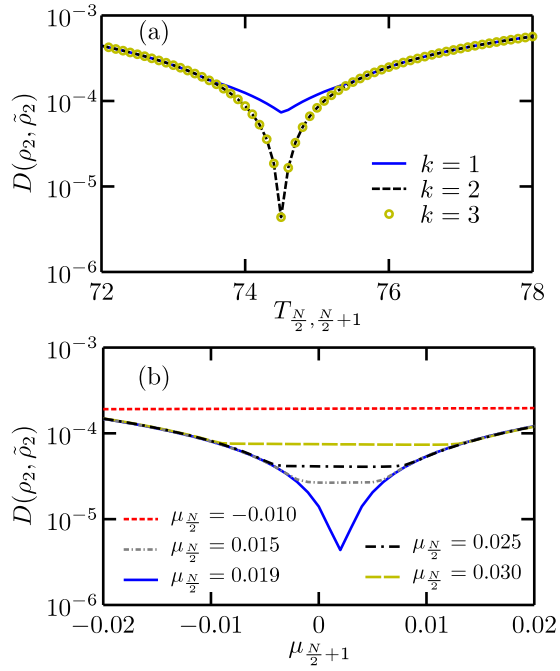 (a)
10⁻³
10⁻⁴
10⁻⁵
10⁻⁶
D(ρ₂, ρ̃₂)
k = 1
k = 2
k = 3
72 74 76 78
T_{N/2, N/2+1}
(b)
10⁻³
10⁻⁴
10⁻⁵
10⁻⁶
D(ρ₂, ρ̃₂)
μ_{N/2} = −0.010
μ_{N/2} = 0.015
μ_{N/2} = 0.019
μ_{N/2} = 0.025
μ_{N/2} = 0.030
−0.02 −0.01 0 0.01 0.02
μ_{N/2+1}